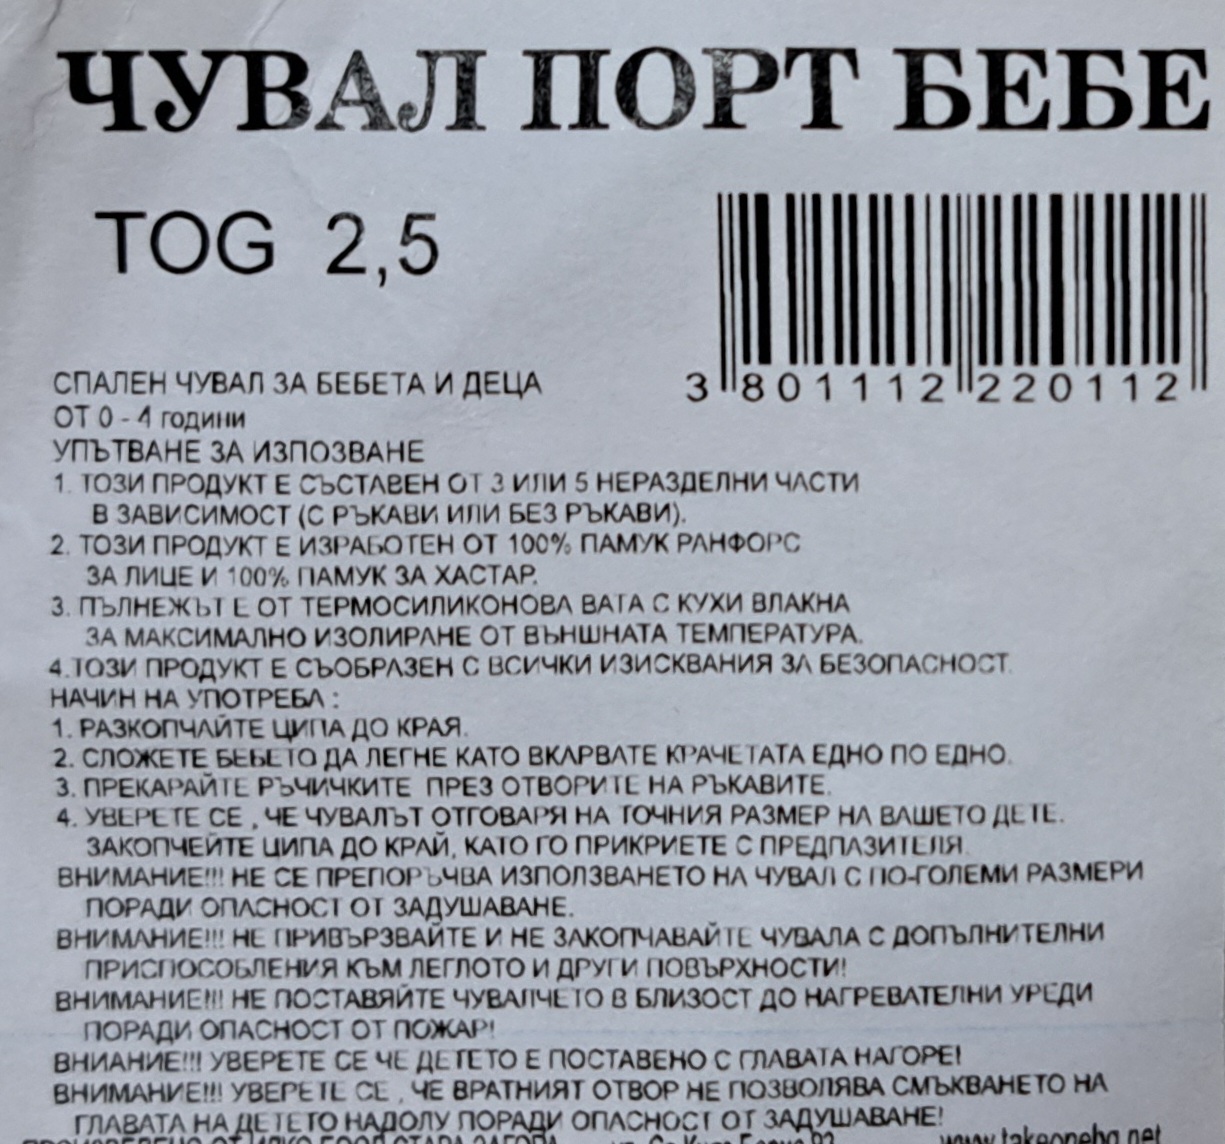 ЧУВАЛ ПОРТ БЕБЕ
TOG 2,5
3 801112 220112
СПАЛЕН ЧУВАЛ ЗА БЕБЕТА И ДЕЦА
ОТ 0 - 4 години
УПЪТВАНЕ ЗА ИЗПОЗВАНЕ
1. ТОЗИ ПРОДУКТ Е СЪСТАВЕН ОТ 3 ИЛИ 5 НЕРАЗДЕЛНИ ЧАСТИ
В ЗАВИСИМОСТ (С РЪКАВИ ИЛИ БЕЗ РЪКАВИ).
2. ТОЗИ ПРОДУКТ Е ИЗРАБОТЕН ОТ 100% ПАМУК РАНФОРС
ЗА ЛИЦЕ И 100% ПАМУК ЗА ХАСТАР.
3. ПЪЛНЕЖЪТ Е ОТ ТЕРМОСИЛИКОНОВА ВАТА С КУХИ ВЛАКНА
ЗА МАКСИМАЛНО ИЗОЛИРАНЕ ОТ ВЪНШНАТА ТЕМПЕРАТУРА.
4.ТОЗИ ПРОДУКТ Е СЪОБРАЗЕН С ВСИЧКИ ИЗИСКВАНИЯ ЗА БЕЗОПАСНОСТ.
НАЧИН НА УПОТРЕБА :
1. РАЗКОПЧАЙТЕ ЦИПА ДО КРАЯ.
2. СЛОЖЕТЕ БЕБЕТО ДА ЛЕГНЕ КАТО ВКАРВАТЕ КРАЧЕТАТА ЕДНО ПО ЕДНО.
3. ПРЕКАРАЙТЕ РЪЧИЧКИТЕ ПРЕЗ ОТВОРИТЕ НА РЪКАВИТЕ.
4. УВЕРЕТЕ СЕ , ЧЕ ЧУВАЛЪТ ОТГОВАРЯ НА ТОЧНИЯ РАЗМЕР НА ВАШЕТО ДЕТЕ.
ЗАКОПЧЕЙТЕ ЦИПА ДО КРАЙ, КАТО ГО ПРИКРИЕТЕ С ПРЕДПАЗИТЕЛЯ.
ВНИМАНИЕ!!! НЕ СЕ ПРЕПОРЪЧВА ИЗПОЛЗВАНЕТО НА ЧУВАЛ С ПО-ГОЛЕМИ РАЗМЕРИ
ПОРАДИ ОПАСНОСТ ОТ ЗАДУШАВАНЕ.
ВНИМАНИЕ!!! НЕ ПРИВЪРЗВАЙТЕ И НЕ ЗАКОПЧАВАЙТЕ ЧУВАЛА С ДОПЪЛНИТЕЛНИ
ПРИСПОСОБЛЕНИЯ КЪМ ЛЕГЛОТО И ДРУГИ ПОВЪРХНОСТИ!
ВНИМАНИЕ!!! НЕ ПОСТАВЯЙТЕ ЧУВАЛЧЕТО В БЛИЗОСТ ДО НАГРЕВАТЕЛНИ УРЕДИ
ПОРАДИ ОПАСНОСТ ОТ ПОЖАР!
ВНИАНИЕ!!! УВЕРЕТЕ СЕ ЧЕ ДЕТЕТО Е ПОСТАВЕНО С ГЛАВАТА НАГОРЕ!
ВНИМАНИЕ!!! УВЕРЕТЕ СЕ , ЧЕ ВРАТНИЯТ ОТВОР НЕ ПОЗВОЛЯВА СМЪКВАНЕТО НА
ГЛАВАТА НА ДЕТЕТО НАДОЛУ ПОРАДИ ОПАСНОСТ ОТ ЗАДУШАВАНЕ!
СТАРА ЗАГОРА www.takeonebg.net